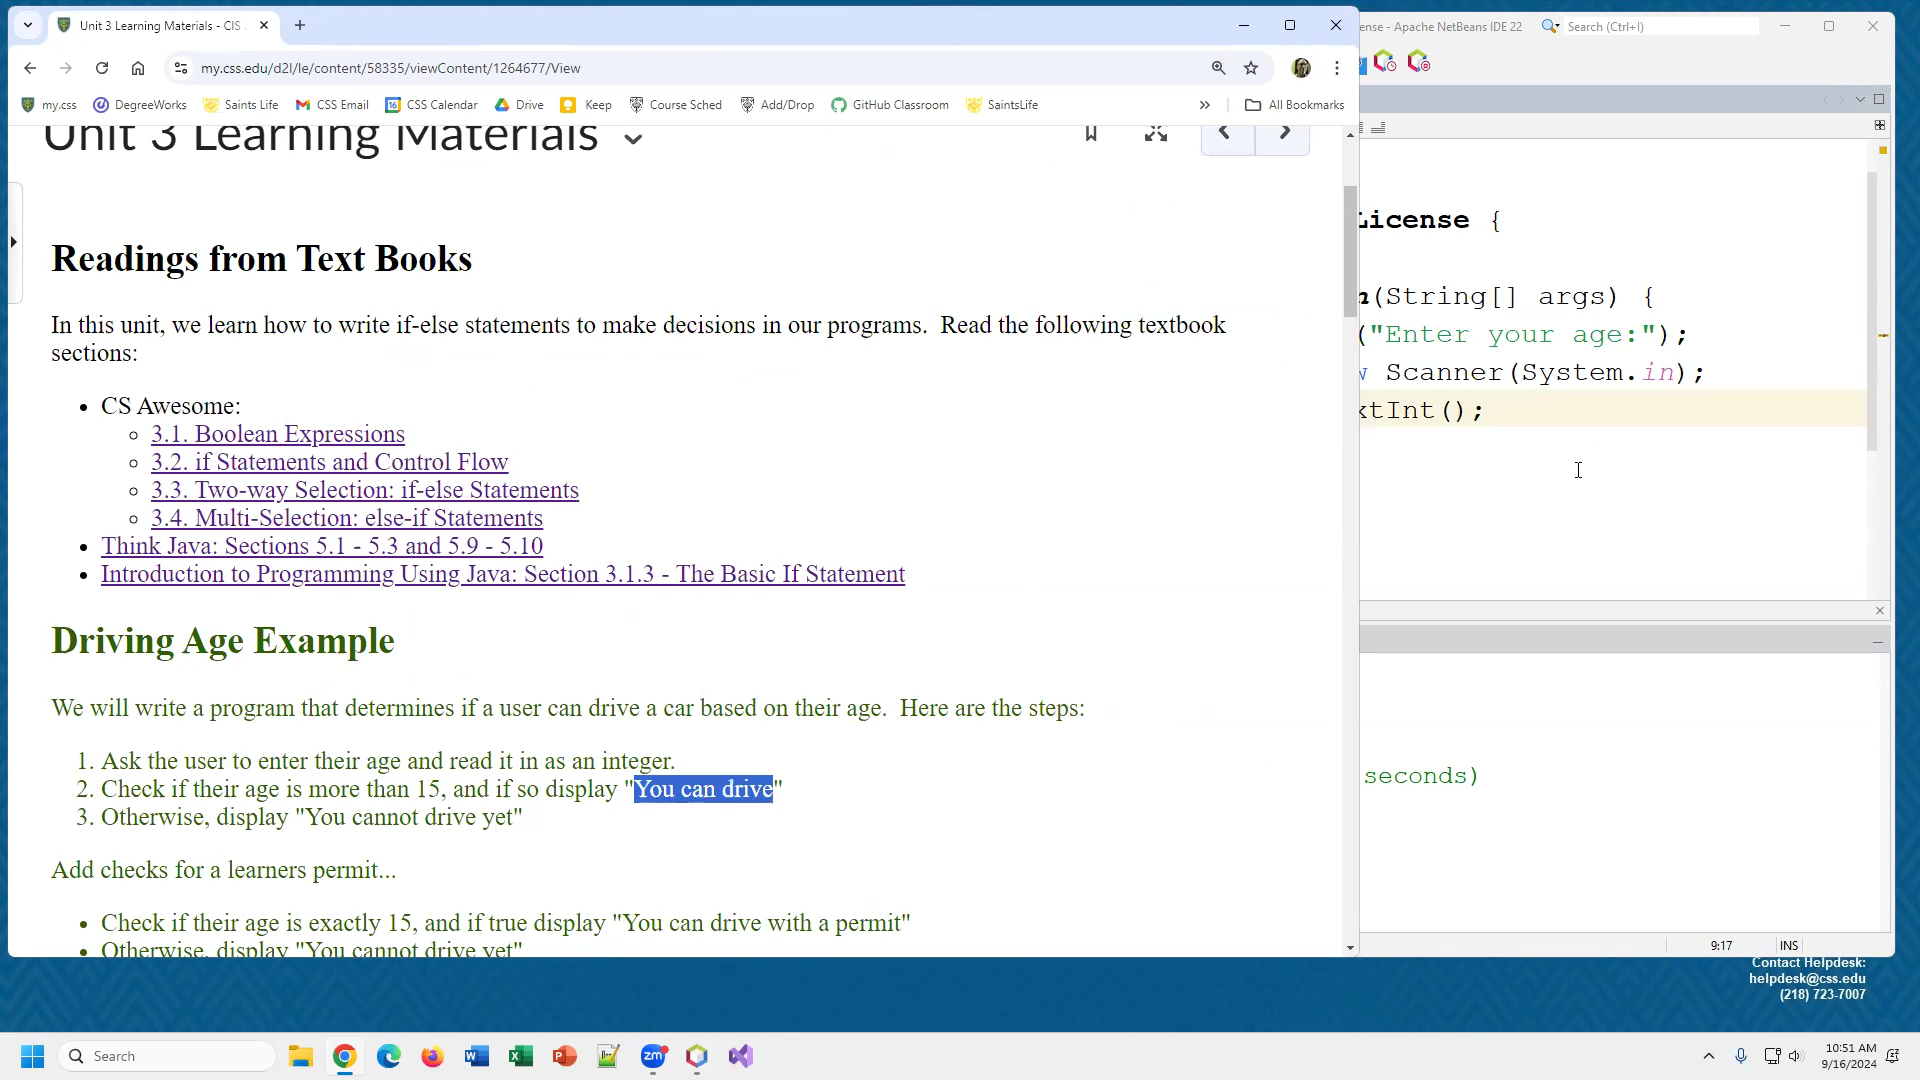 Unit 3 Learning Materials - CIS
my.css.edu/d2l/le/content/58335/viewContent/1264677/View
my.css
DegreeWorks
Saints Life
CSS Email
CSS Calendar
Drive
Keep
Course Sched
Add/Drop
GitHub Classroom
SaintsLife
»
All Bookmarks
Unit 3 Learning Materials
Readings from Text Books
In this unit, we learn how to write if-else statements to make decisions in our programs.  Read the following textbook
sections:
CS Awesome:
3.1. Boolean Expressions
3.2. if Statements and Control Flow
3.3. Two-way Selection: if-else Statements
3.4. Multi-Selection: else-if Statements
Think Java: Sections 5.1 - 5.3 and 5.9 - 5.10
Introduction to Programming Using Java: Section 3.1.3 - The Basic If Statement
Driving Age Example
We will write a program that determines if a user can drive a car based on their age.  Here are the steps:
1. Ask the user to enter their age and read it in as an integer.
2. Check if their age is more than 15, and if so display "You can drive"
3. Otherwise, display "You cannot drive yet"
Add checks for a learners permit...
Check if their age is exactly 15, and if true display "You can drive with a permit"
Otherwise, display "You cannot drive yet"
ense - Apache NetBeans IDE 22
Search (Ctrl+I)
License {
n(String[] args) {
("Enter your age:");
w Scanner(System.in);
xtInt();
seconds)
9:17
INS
Contact Helpdesk:
helpdesk@css.edu
(218) 723-7007
Search
zm
10:51 AM
9/16/2024